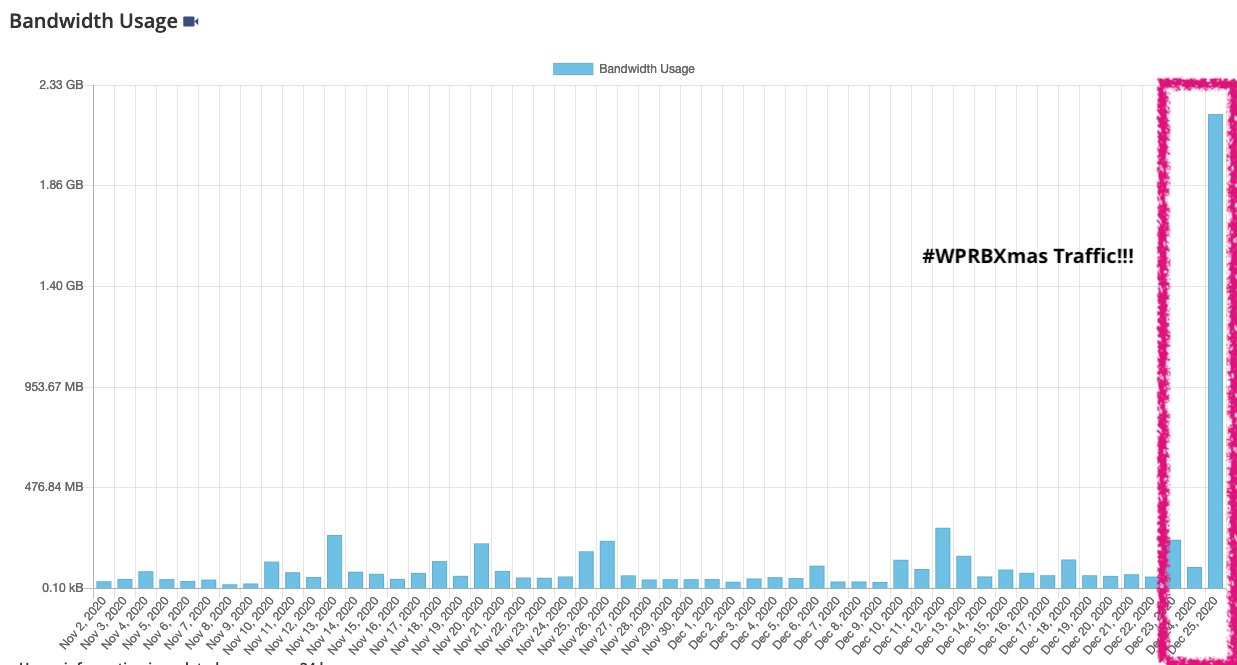 Bandwidth Usage
Bandwidth Usage
2.33 GB
1.86 GB
1.40 GB
953.67 MB
476.84 MB
0.10 kB
#WPRBXmas Traffic!!!
Nov 2, 2020
Nov 3, 2020
Nov 4, 2020
Nov 5, 2020
Nov 6, 2020
Nov 7, 2020
Nov 8, 2020
Nov 9, 2020
Nov 10, 2020
Nov 11, 2020
Nov 12, 2020
Nov 13, 2020
Nov 14, 2020
Nov 15, 2020
Nov 16, 2020
Nov 17, 2020
Nov 18, 2020
Nov 19, 2020
Nov 20, 2020
Nov 21, 2020
Nov 22, 2020
Nov 23, 2020
Nov 24, 2020
Nov 25, 2020
Nov 26, 2020
Nov 27, 2020
Nov 28, 2020
Nov 29, 2020
Nov 30, 2020
Dec 1, 2020
Dec 2, 2020
Dec 3, 2020
Dec 4, 2020
Dec 5, 2020
Dec 6, 2020
Dec 7, 2020
Dec 8, 2020
Dec 9, 2020
Dec 10, 2020
Dec 11, 2020
Dec 12, 2020
Dec 13, 2020
Dec 14, 2020
Dec 15, 2020
Dec 16, 2020
Dec 17, 2020
Dec 18, 2020
Dec 19, 2020
Dec 20, 2020
Dec 21, 2020
Dec 22, 2020
Dec 23, 2020
2020
Dec 25, 2020